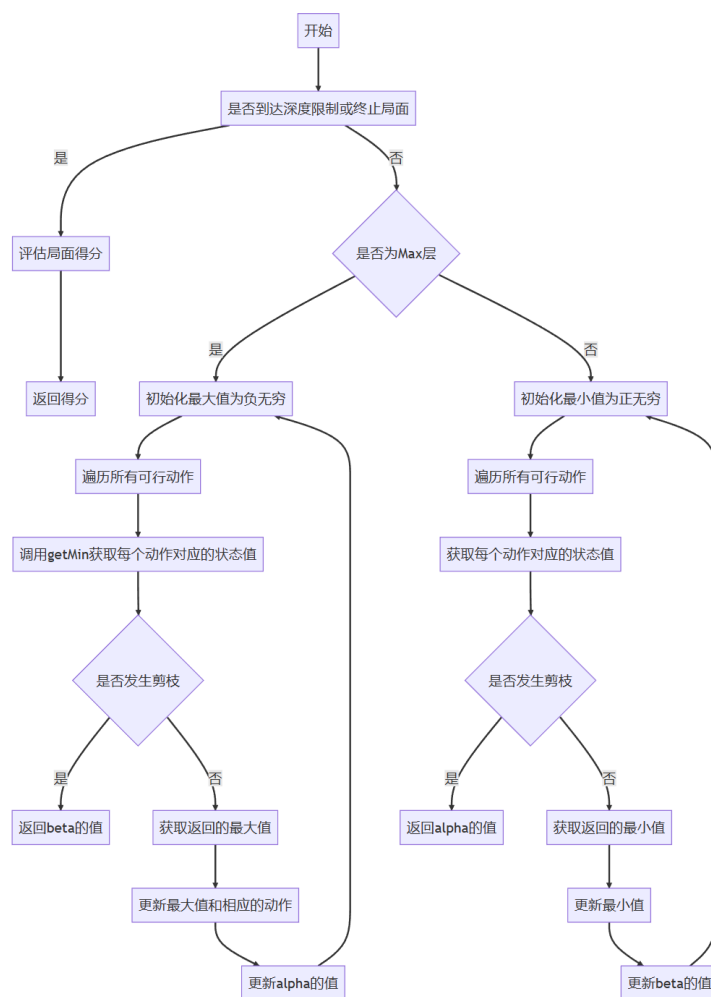 开始
是否到达深度限制或终止局面
是
否
评估局面得分
是否为Max层
是
否
返回得分
初始化最大值为负无穷
初始化最小值为正无穷
遍历所有可行动作
遍历所有可行动作
调用getMin获取每个动作对应的状态值
获取每个动作对应的状态值
是否发生剪枝
是否发生剪枝
是
否
是
否
返回beta的值
获取返回的最大值
返回alpha的值
获取返回的最小值
更新最大值和相应的动作
更新最小值
更新alpha的值
更新beta的值